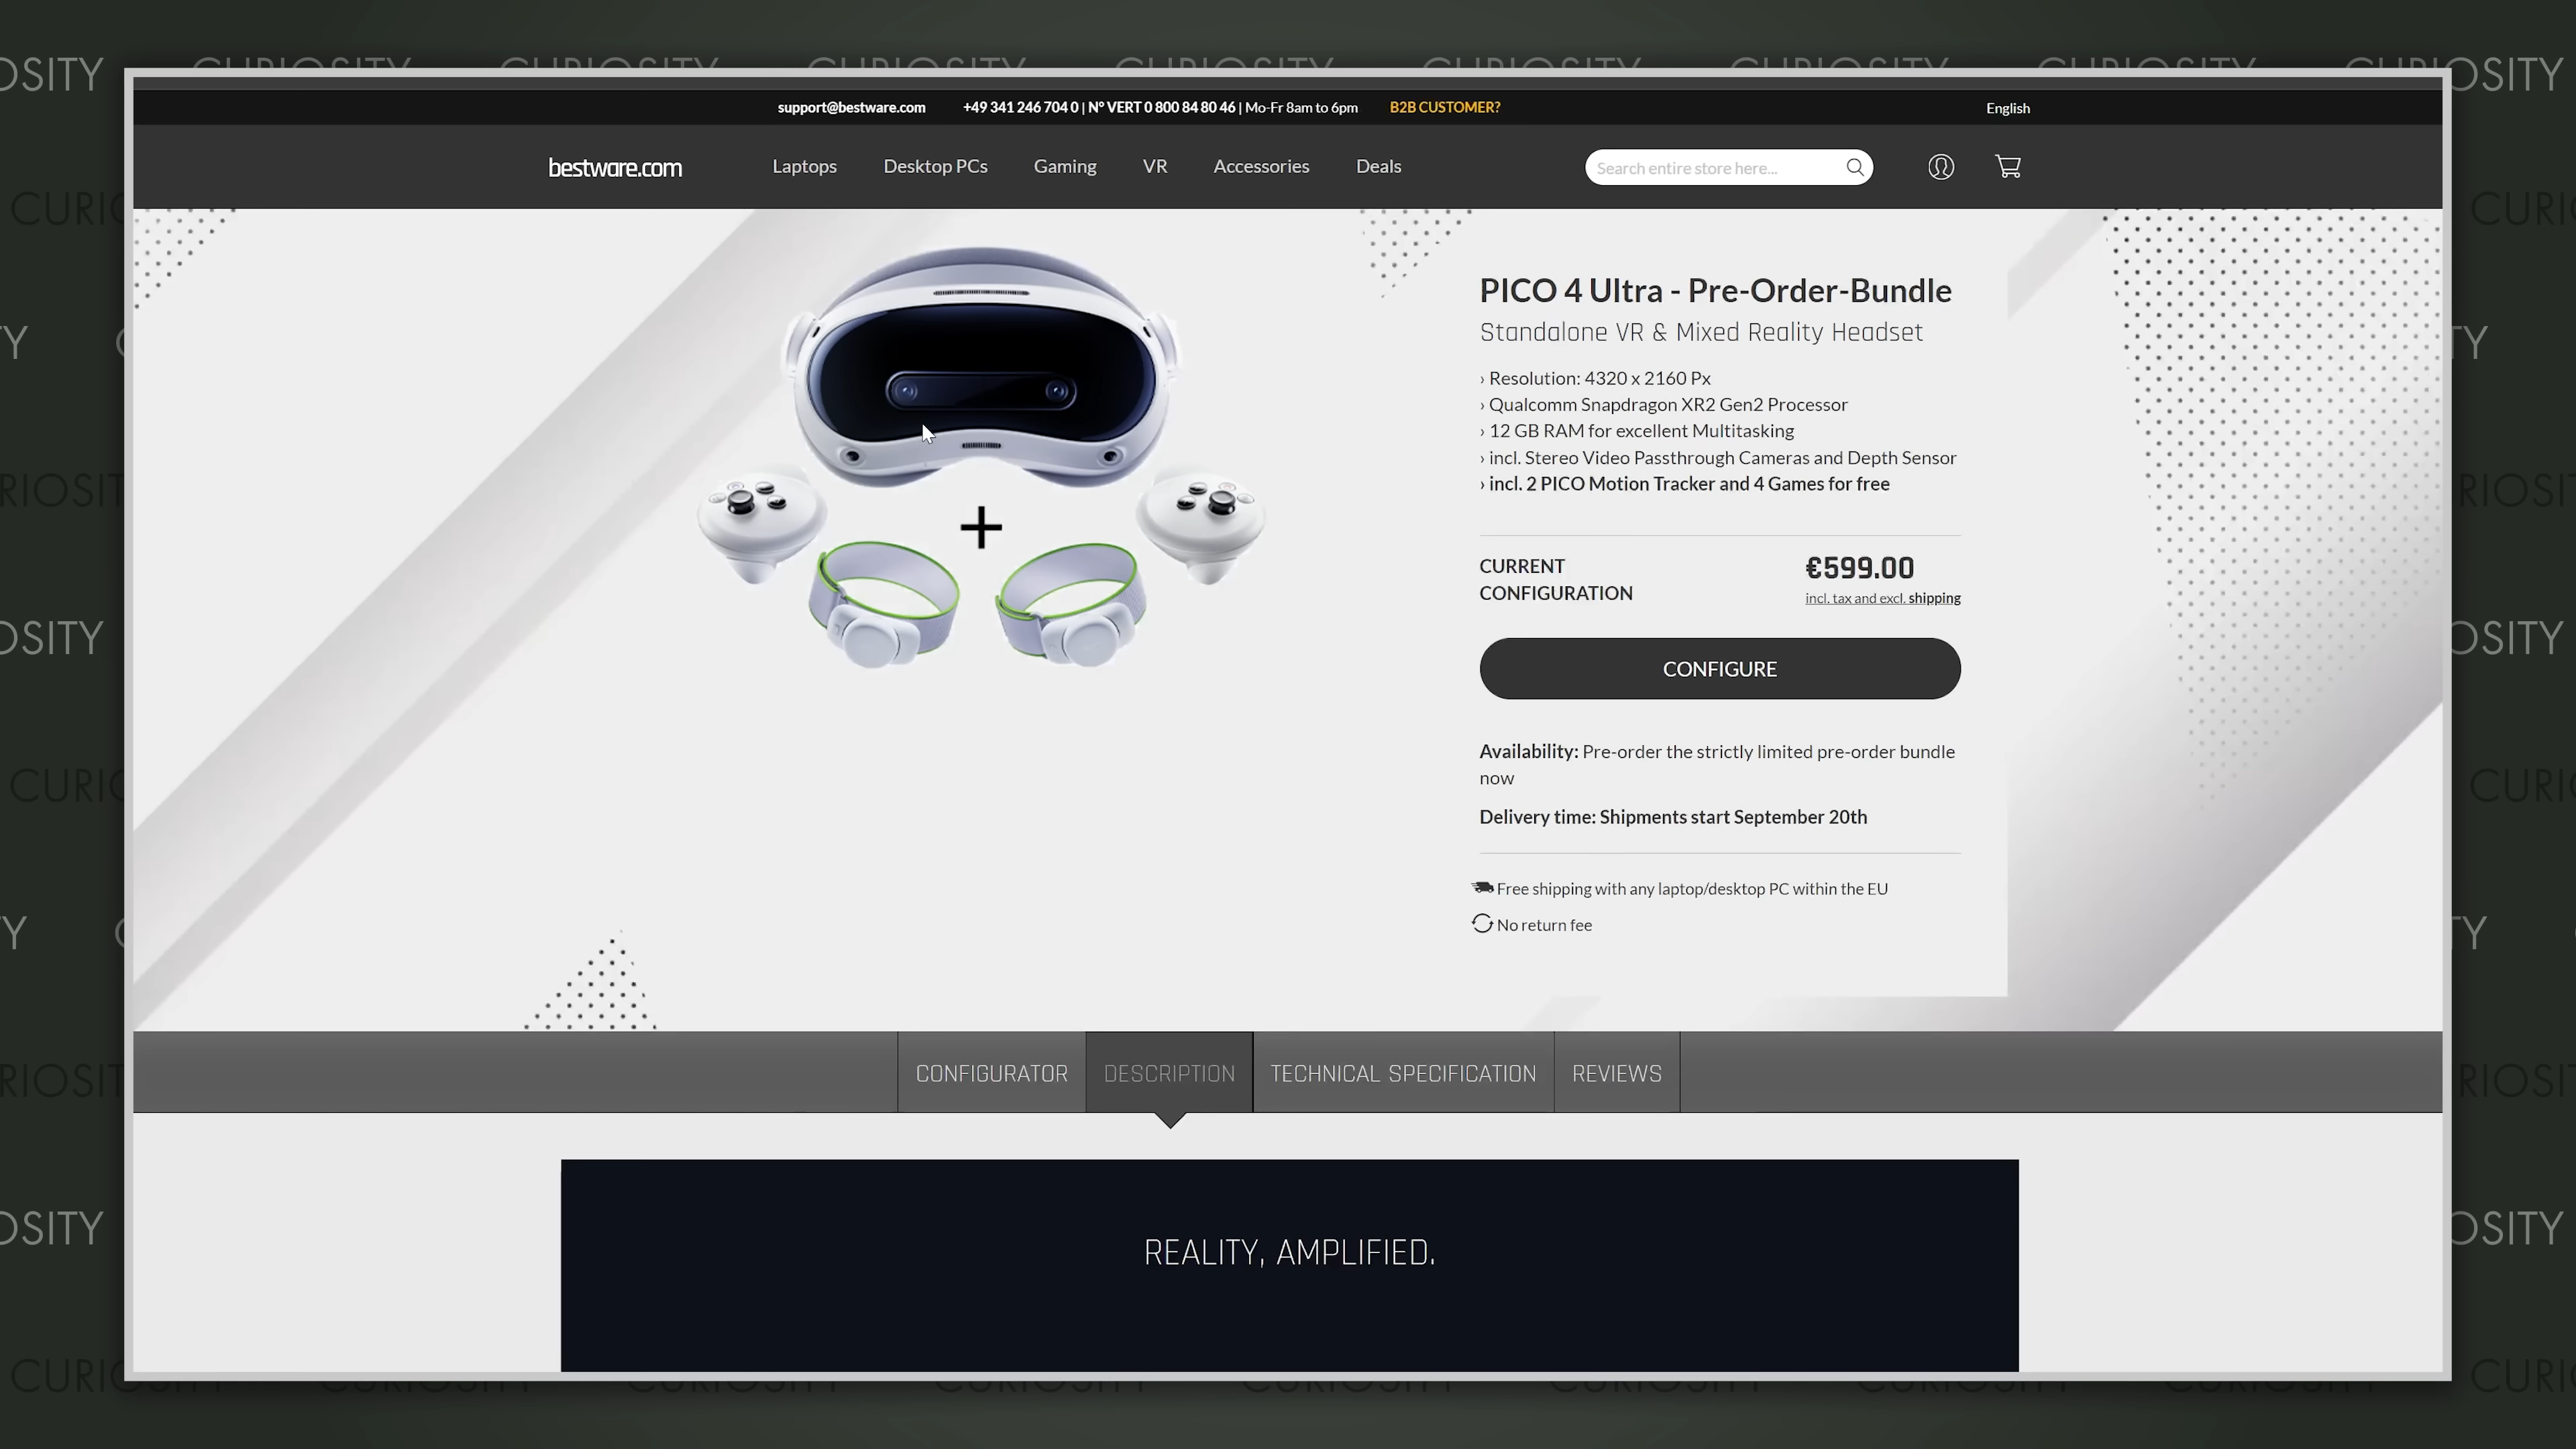 CURIOSITY CURIOSITY CURIOSITY CURIOSITY CURIOSITY CURIOSITY
support@bestware.com +49 341 246 704 0 | N° VERT 0 800 84 80 46 | Mo-Fr 8am to 6pm B2B CUSTOMER? English
bestware.com Laptops Desktop PCs Gaming VR Accessories Deals Search entire store here...
PICO 4 Ultra - Pre-Order-Bundle
Standalone VR & Mixed Reality Headset
› Resolution: 4320 x 2160 Px
› Qualcomm Snapdragon XR2 Gen2 Processor
› 12 GB RAM for excellent Multitasking
› incl. Stereo Video Passthrough Cameras and Depth Sensor
› incl. 2 PICO Motion Tracker and 4 Games for free
CURRENT
CONFIGURATION
€599.00
incl. tax and excl. shipping
CONFIGURE
Availability: Pre-order the strictly limited pre-order bundle
now
Delivery time: Shipments start September 20th
Free shipping with any laptop/desktop PC within the EU
No return fee
CONFIGURATOR DESCRIPTION TECHNICAL SPECIFICATION REVIEWS
REALITY, AMPLIFIED.